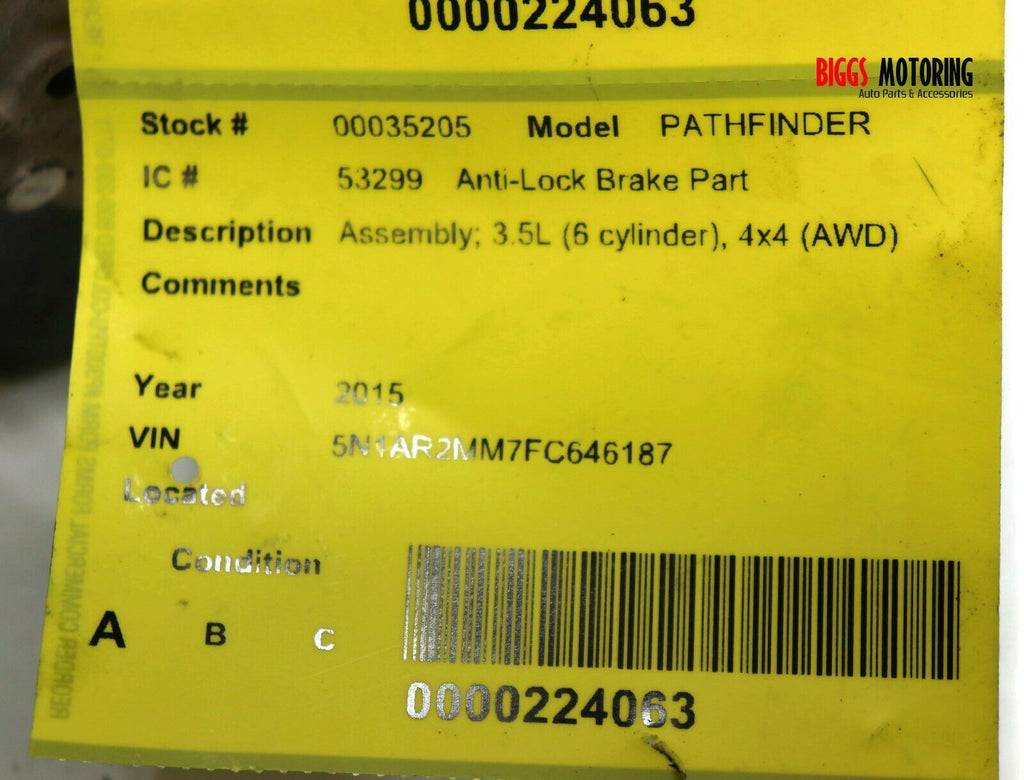 0000224063
BIGGS MOTORING
Auto Parts & Accessories
Stock # 00035205 Model PATHFINDER
IC # 53299 Anti-Lock Brake Part
Description Assembly; 3.5L (6 cylinder), 4x4 (AWD)
Comments
Year 2015
VIN 5N1AR2MM7FC646187
Located
Condition
A B C
0000224063